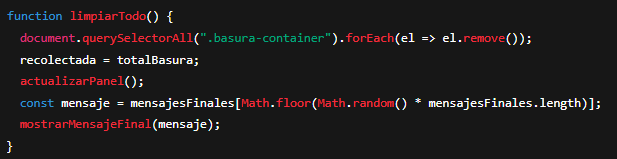 function limpiarTodo() {
  document.querySelectorAll(".basura-container").forEach(el => el.remove());
  recolectada = totalBasura;
  actualizarPanel();
  const mensaje = mensajesFinales[Math.floor(Math.random() * mensajesFinales.length)];
  mostrarMensajeFinal(mensaje);
}